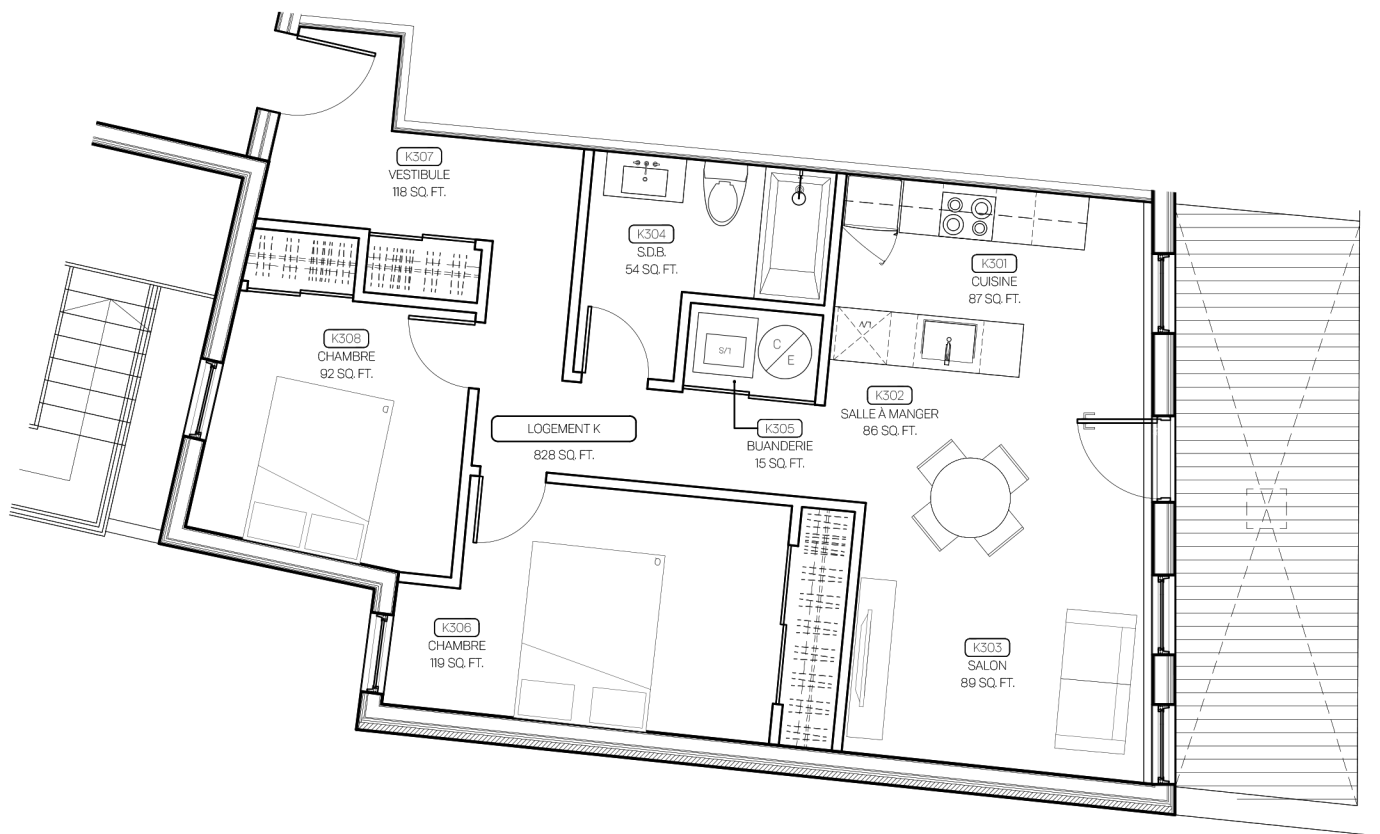 K307
VESTIBULE
118 SQ. FT.
K304
S.D.B.
54 SQ. FT.
K301
CUISINE
87 SQ. FT.
K308
CHAMBRE
92 SQ. FT.
S/L
C
E
LV
K302
SALLE À MANGER
86 SQ. FT.
LOGEMENT K
828 SQ. FT.
K305
BUANDERIE
15 SQ. FT.
K306
CHAMBRE
119 SQ. FT.
K303
SALON
89 SQ. FT.